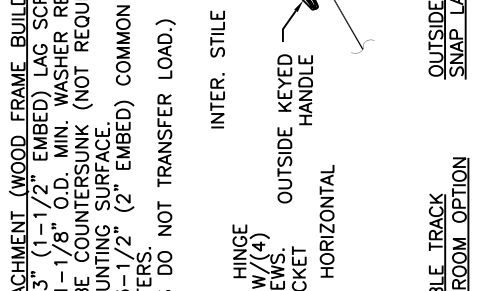 ACHMENT (WOOD FRAME BUILD
3" (1-1/2" EMBED) LAG SCR
1-1/8" O.D. MIN. WASHER RE
BE COUNTERSUNK (NOT REQU
UNTING SURFACE.
-1/2" (2" EMBED) COMMON
TERS.
S DO NOT TRANSFER LOAD.)
INTER. STILE
HINGE
W/(4)
EWS.
CKET
OUTSIDE KEYED
HANDLE
HORIZONTAL
OUTSIDE
SNAP LA
BLE TRACK
ROOM OPTION